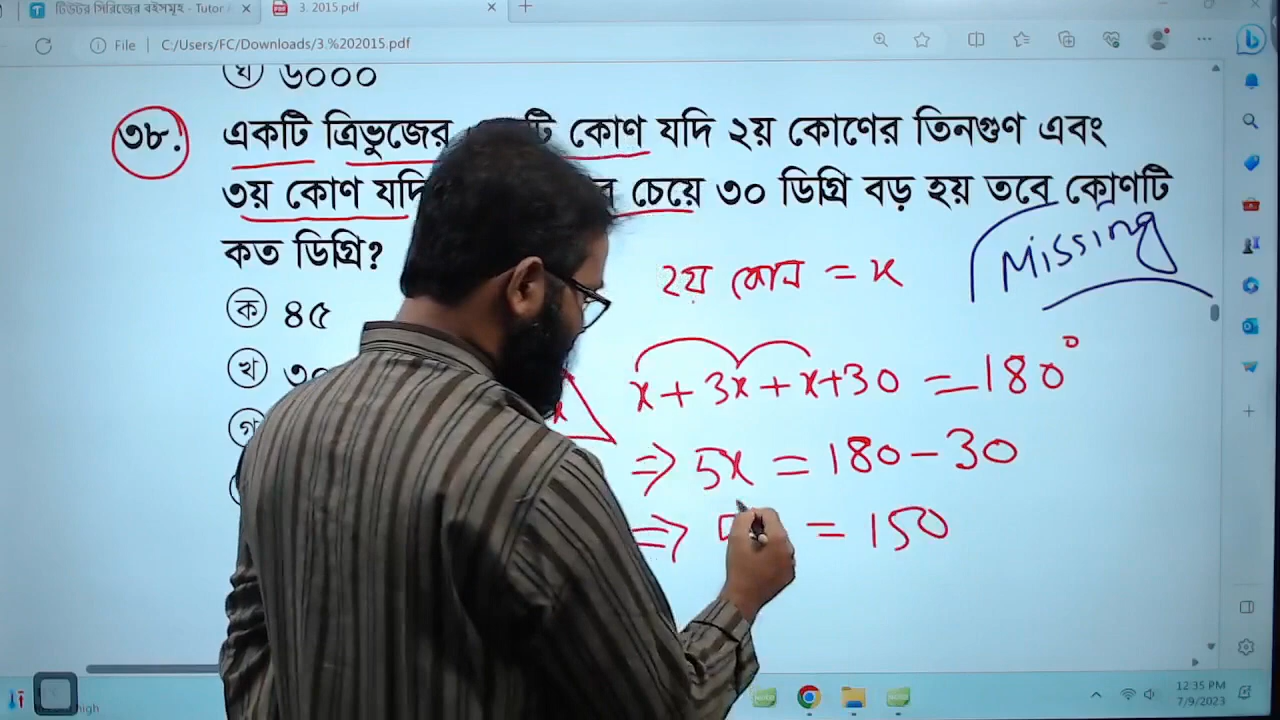 টিউটর সিরিজের বইসমূহ - Tutor
3. 2015.pdf
File | C:/Users/FC/Downloads/3.%202015.pdf
৬০০০
৩৮. একটি ত্রিভুজের টি কোণ যদি ২য় কোণের তিনগুণ এবং
৩য় কোণ যদি র চেয়ে ৩০ ডিগ্রি বড় হয় তবে কোণটি
কত ডিগ্রি?
Missing
২য় কোন = x
ক ৪৫
খ ৩০
গ
x + 3x + x + 30 = 180°
x
⇒ 5x = 180 - 30
⇒ 5 = 150
12:35 PM
7/9/2023